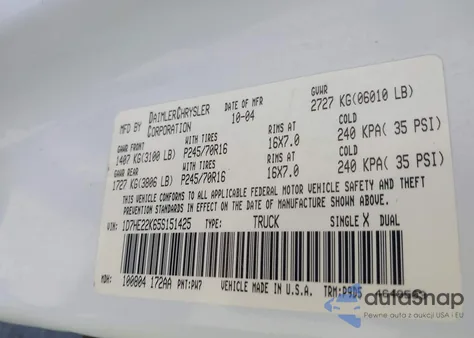 MFD BY DAIMLERCHRYSLER CORPORATION DATE OF MFR 10-04 GVWR 2727 KG(06010 LB)
GAWR FRONT WITH TIRES RIMS AT COLD
1407 KG(3100 LB) P245/70R16 16X7.0 240 KPA( 35 PSI)
GAWR REAR WITH TIRES RIMS AT COLD
1727 KG(3806 LB) P245/70R16 16X7.0 240 KPA( 35 PSI)
THIS VEHICLE CONFORMS TO ALL APPLICABLE FEDERAL MOTOR VEHICLE SAFETY AND THEFT
PREVENTION STANDARDS IN EFFECT ON THE DATE OF MANUFACTURE SHOWN ABOVE.
VIN: 1D7HE22K65S151425 TYPE: TRUCK SINGLE X DUAL
MDH: 100804 172AA PNT:PW7 VEHICLE MADE IN U.S.A. TRM:
autosnap
Pewne auta z aukcji USA i EU